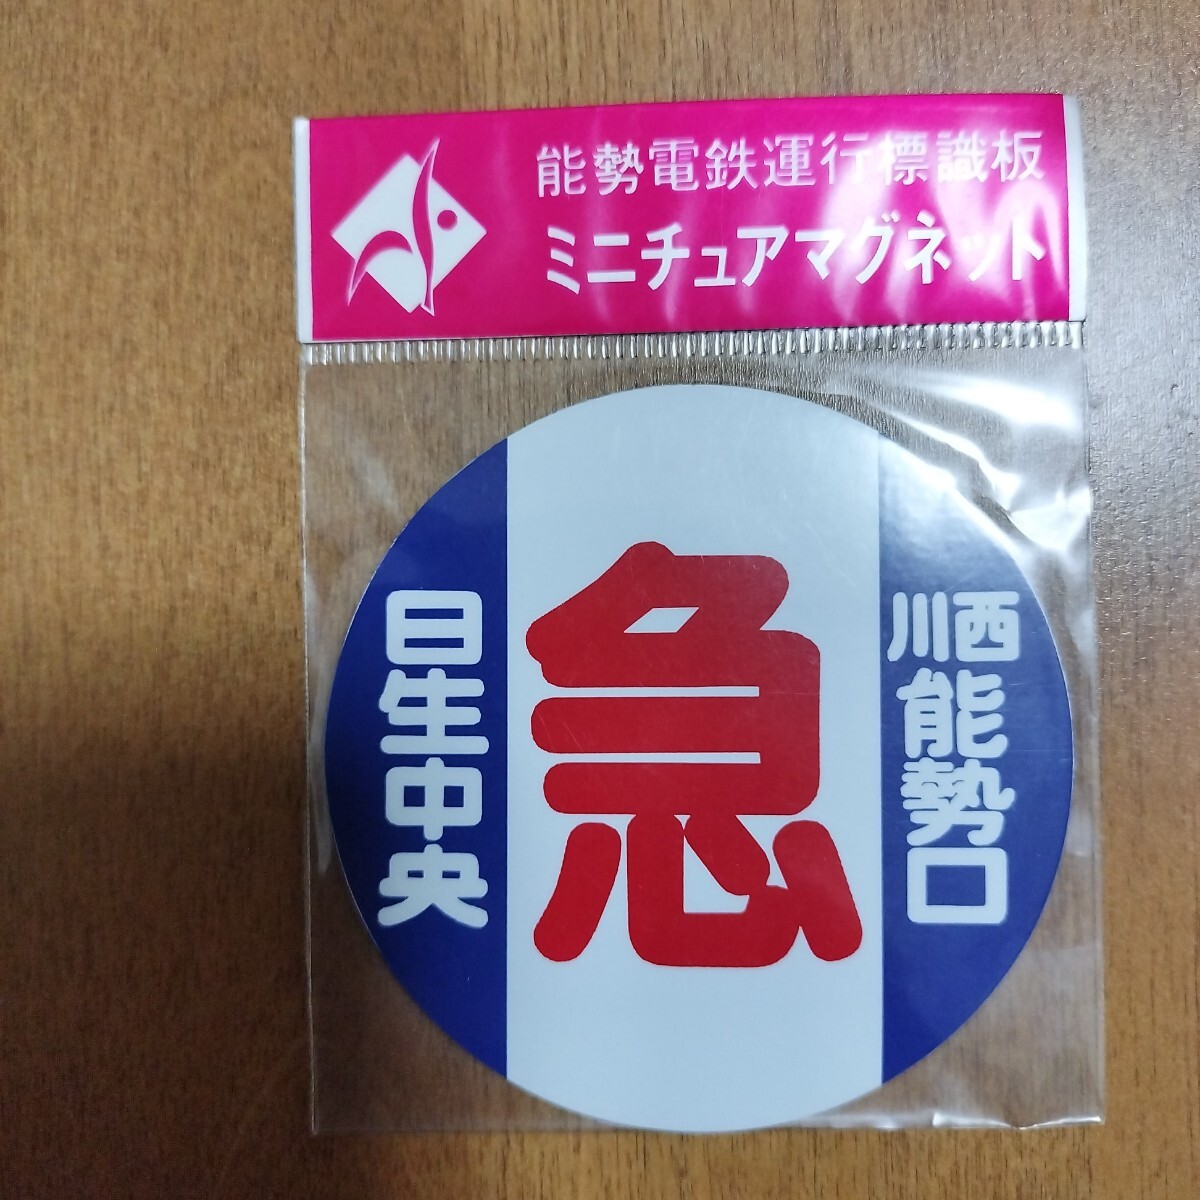 能勢電鉄運行標識板
ミニチュアマグネット
日生中央
急
川西
能勢口